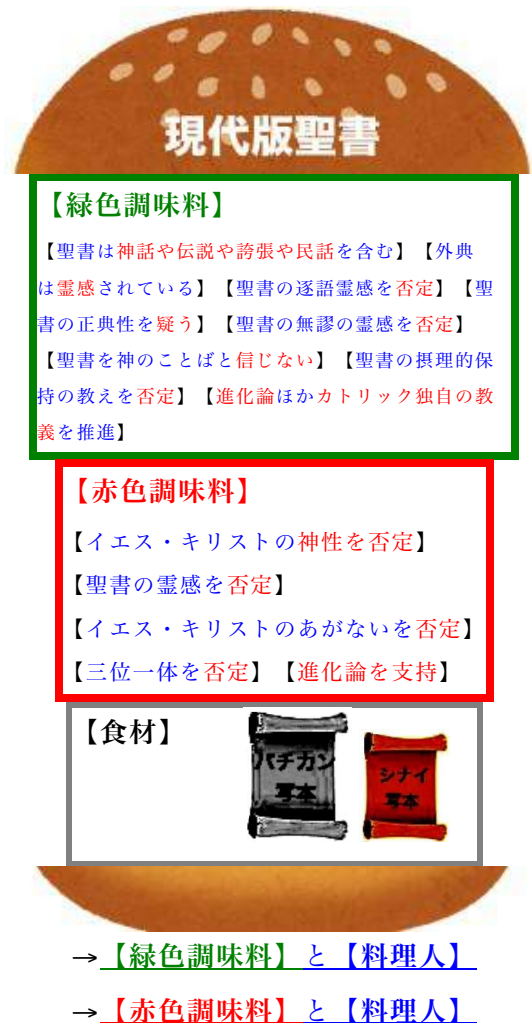 現代版聖書
【緑色調味料】
【聖書は神話や伝説や誇張や民話を含む】【外典
は霊感されている】【聖書の逐語霊感を否定】【聖
書の正典性を疑う】【聖書の無謬の霊感を否定】
【聖書を神のことばと信じない】【聖書の摂理的保
持の教えを否定】【進化論ほかカトリック独自の教
義を推進】
【赤色調味料】
【イエス・キリストの神性を否定】
【聖書の霊感を否定】
【イエス・キリストのあがないを否定】
【三位一体を否定】【進化論を支持】
【食材】
バチカン
写本
シナイ
写本
→【緑色調味料】と【料理人】
→【赤色調味料】と【料理人】